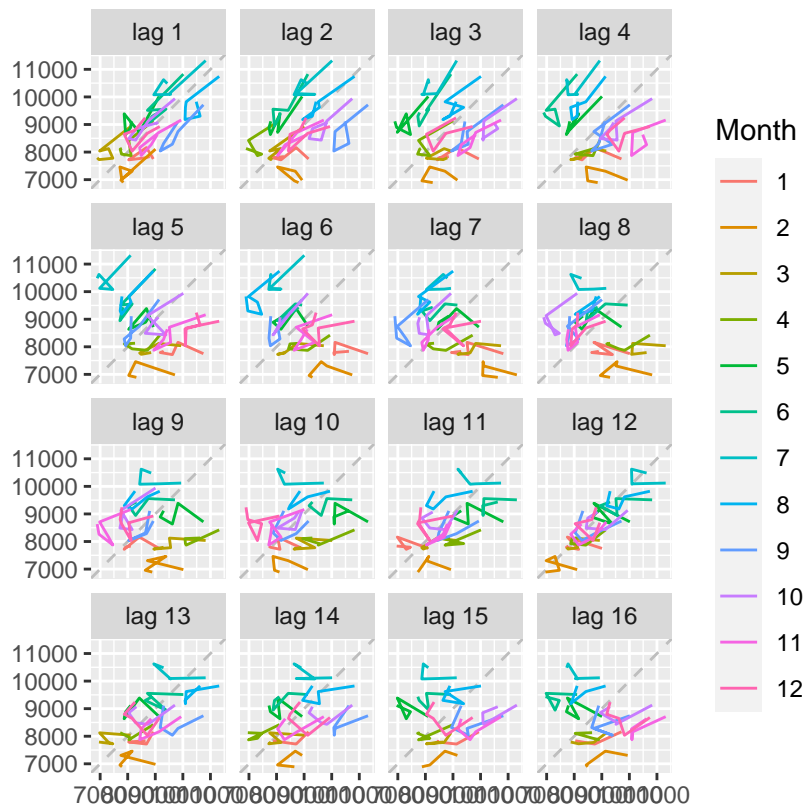 lag 1
lag 2
lag 3
lag 4
11000
10000
9000
8000
7000
lag 5
lag 6
lag 7
lag 8
11000
10000
9000
8000
7000
lag 9
lag 10
lag 11
lag 12
11000
10000
9000
8000
7000
lag 13
lag 14
lag 15
lag 16
11000
10000
9000
8000
7000
Month
1
2
3
4
5
6
7
8
9
10
11
12